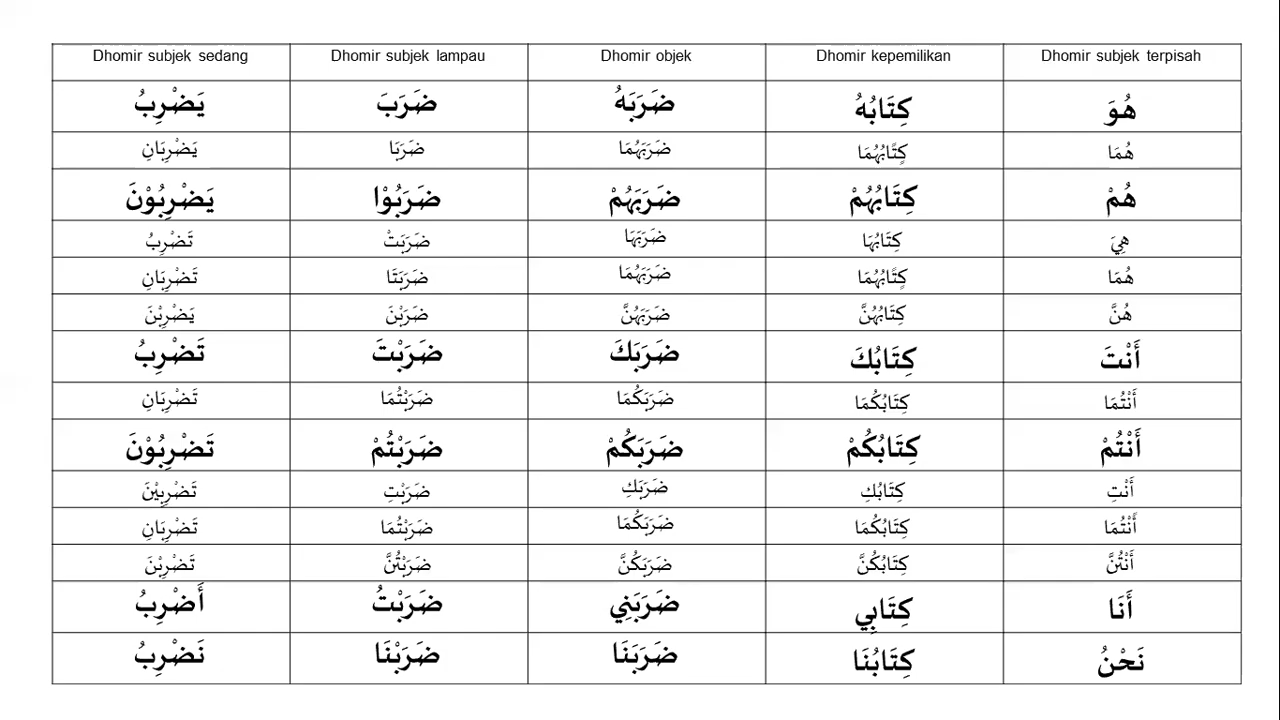 Dhomir subjek sedang Dhomir subjek lampau Dhomir objek Dhomir kepemilikan Dhomir subjek terpisah
يَضْرِبُ ضَرَبَ ضَرَبَهُ كِتَابُهُ هُوَ
يَضْرِبَانِ ضَرَبَا ضَرَبَهُمَا كِتَابُهُمَا هُمَا
يَضْرِبُوْنَ ضَرَبُوْا ضَرَبَهُمْ كِتَابُهُمْ هُمْ
تَضْرِبُ ضَرَبَتْ ضَرَبَهَا كِتَابُهَا هِيَ
تَضْرِبَانِ ضَرَبَتَا ضَرَبَهُمَا كِتَابُهُمَا هُمَا
يَضْرِبْنَ ضَرَبْنَ ضَرَبَهُنَّ كِتَابُهُنَّ هُنَّ
تَضْرِبُ ضَرَبْتَ ضَرَبَكَ كِتَابُكَ أَنْتَ
تَضْرِبَانِ ضَرَبْتُمَا ضَرَبَكُمَا كِتَابُكُمَا أَنْتُمَا
تَضْرِبُوْنَ ضَرَبْتُمْ ضَرَبَكُمْ كِتَابُكُمْ أَنْتُمْ
تَضْرِبِيْنَ ضَرَبْتِ ضَرَبَكِ كِتَابُكِ أَنْتِ
تَضْرِبَانِ ضَرَبْتُمَا ضَرَبَكُمَا كِتَابُكُمَا أَنْتُمَا
تَضْرِبْنَ ضَرَبْتُنَّ ضَرَبَكُنَّ كِتَابُكُنَّ أَنْتُنَّ
أَضْرِبُ ضَرَبْتُ ضَرَبَنِي كِتَابِي أَنَا
نَضْرِبُ ضَرَبْنَا ضَرَبَنَا كِتَابُنَا نَحْنُ